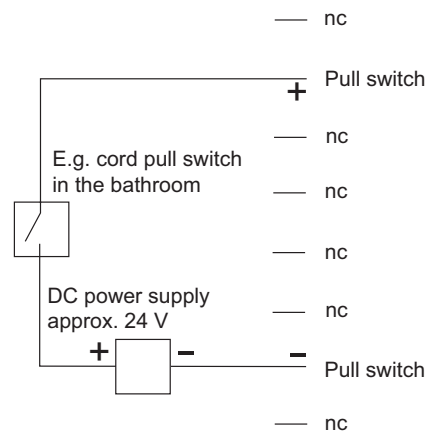 nc
Pull switch
+
nc
E.g. cord pull switch
in the bathroom
nc
nc
DC power supply
approx. 24 V
nc
+
–
–
Pull switch
nc